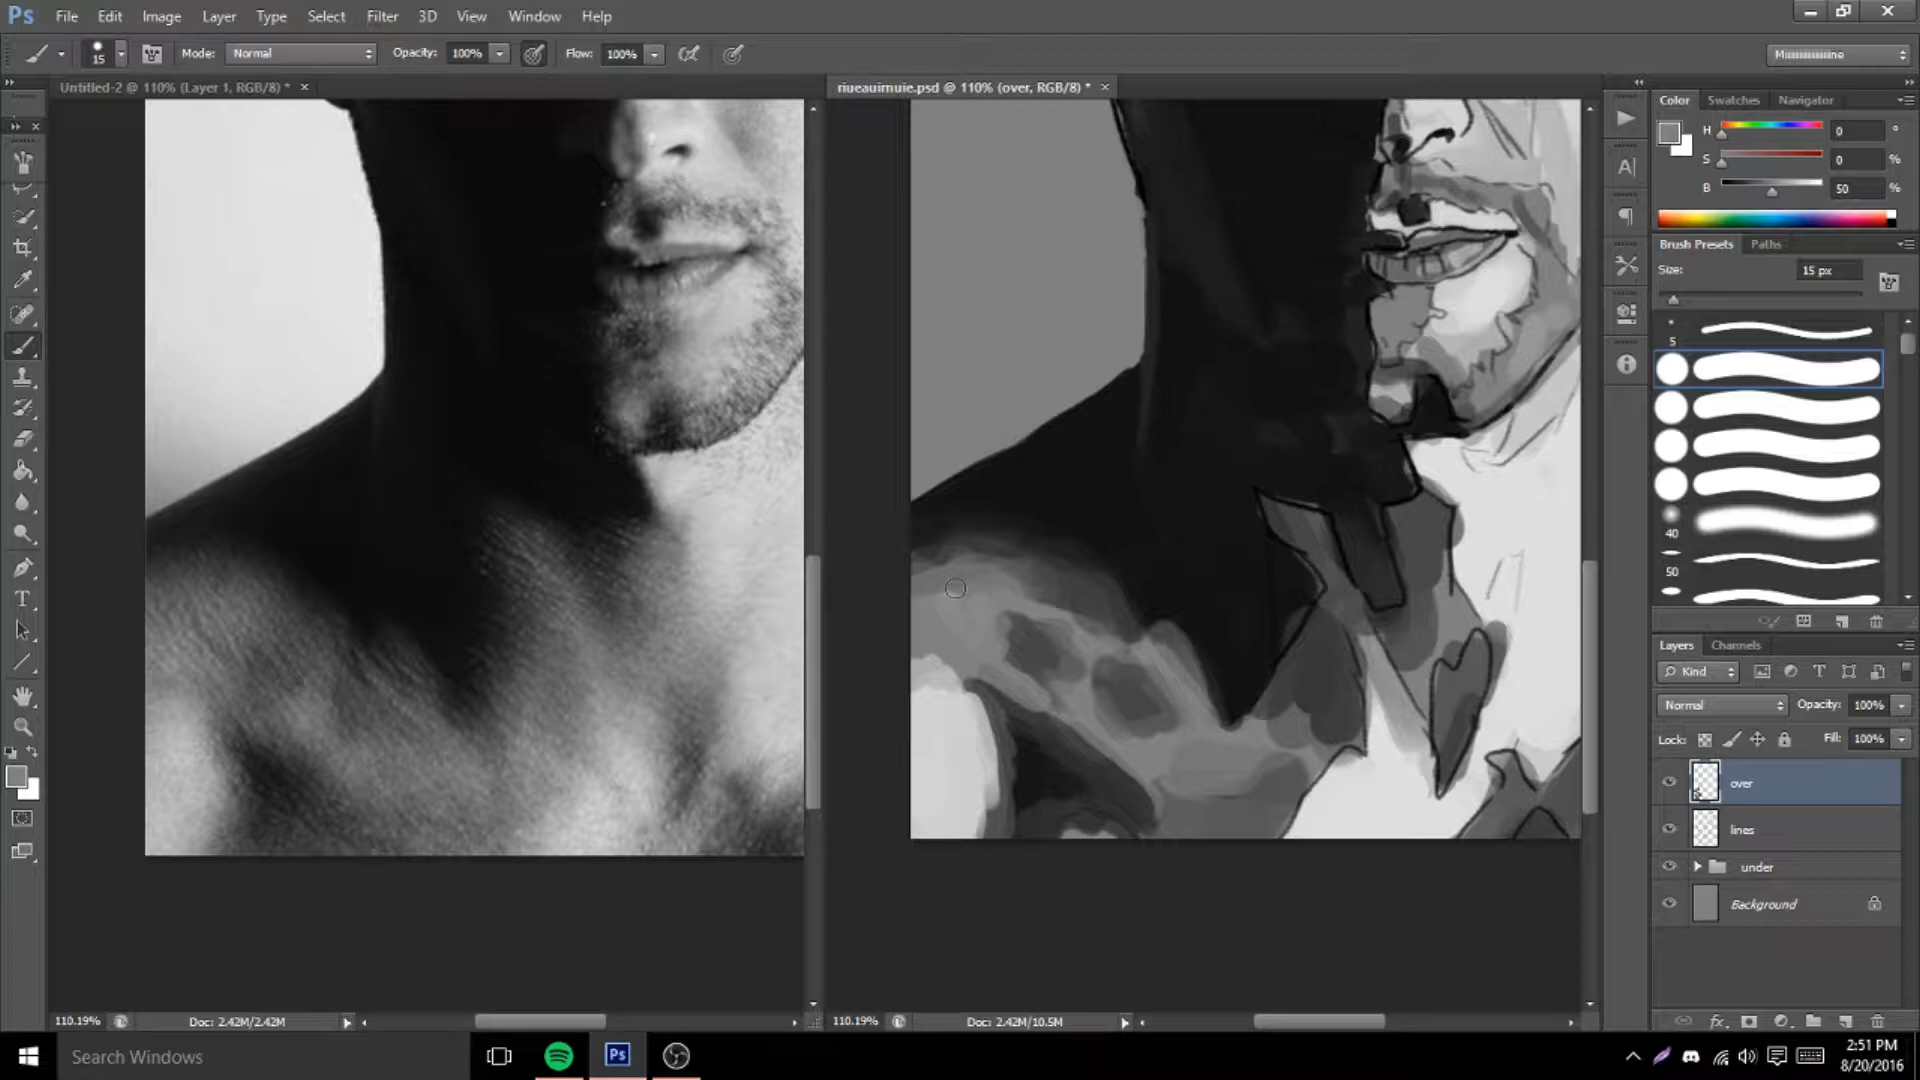 Ps File Edit Image Layer Type Select Filter 3D View Window Help
15 Mode: Normal Opacity: 100% Flow: 100%
Untitled-2 @ 110% (Layer 1, RGB/8) * ×
riueauirnuie.psd @ 110% (over, RGB/8) * ×
Color Swatches Navigator
H 0 °
S 0 %
B 50 %
Brush Presets Paths
Size: 15 px
5
40
50
Layers Channels
Kind
Normal Opacity: 100%
Lock: Fill: 100%
over
lines
under
Background
110.19% Doc: 2.42M/2.42M
110.19% Doc: 2.42M/10.5M
Search Windows
Ps
2:51 PM
8/20/2016